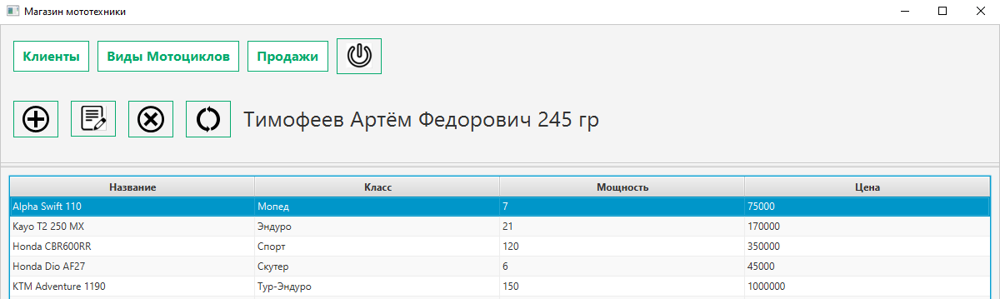 Магазин мототехники
Клиенты Виды Мотоциклов Продажи
Тимофеев Артём Федорович 245 гр
Название Класс Мощность Цена
Alpha Swift 110 Мопед 7 75000
Kayo T2 250 MX Эндуро 21 170000
Honda CBR600RR Спорт 120 350000
Honda Dio AF27 Скутер 6 45000
KTM Adventure 1190 Тур-Эндуро 150 1000000